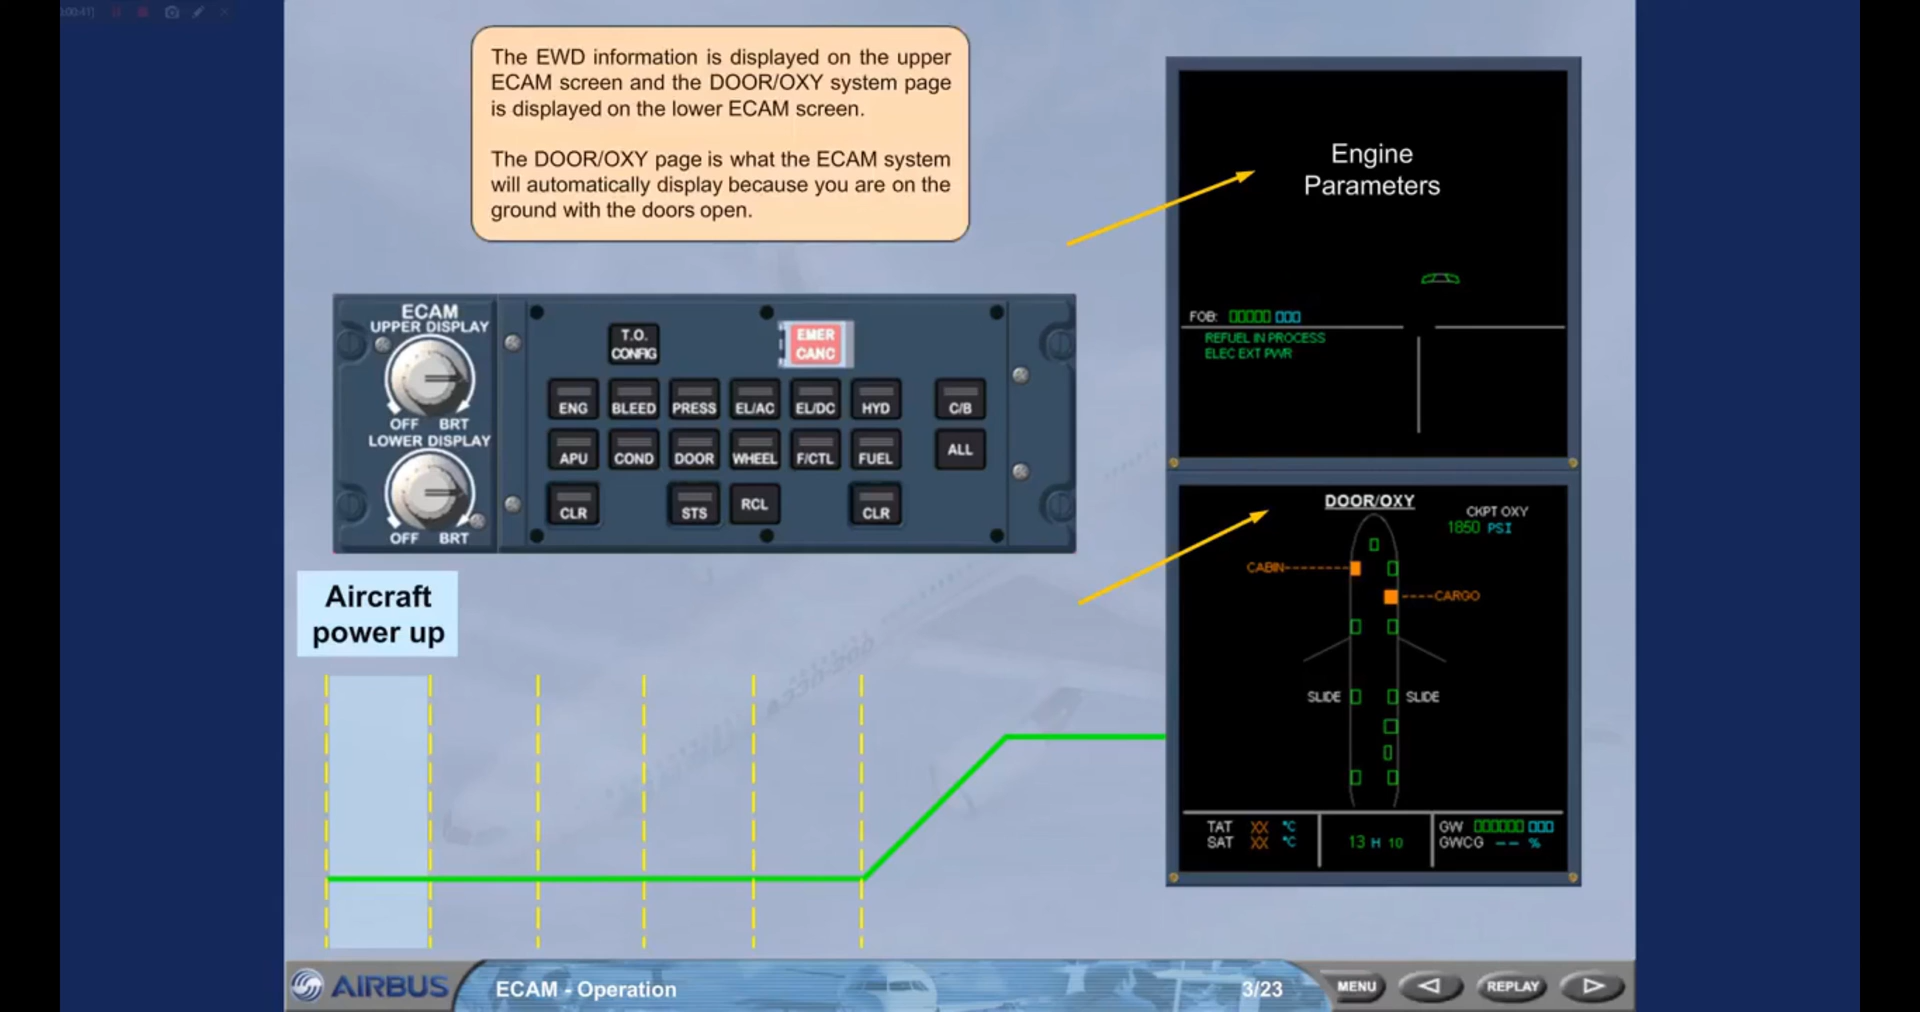 0:00:41]
The EWD information is displayed on the upper
ECAM screen and the DOOR/OXY system page
is displayed on the lower ECAM screen.
The DOOR/OXY page is what the ECAM system
will automatically display because you are on the
ground with the doors open.
Engine
Parameters
FOB:
REFUEL IN PROCESS
ELEC EXT PWR
ECAM
UPPER DISPLAY
OFF BRT
LOWER DISPLAY
OFF BRT
T.O.
CONFIG
EMER
CANC
ENG BLEED PRESS EL/AC EL/DC HYD C/B
APU COND DOOR WHEEL F/CTL FUEL ALL
CLR STS RCL CLR
DOOR/OXY
CKPT OXY
1850 PSI
CABIN
CARGO
SLIDE SLIDE
TAT XX °C
SAT XX °C
13 H 10
GW
GWCG -- %
Aircraft
power up
AIRBUS
ECAM - Operation
3/23
MENU
REPLAY